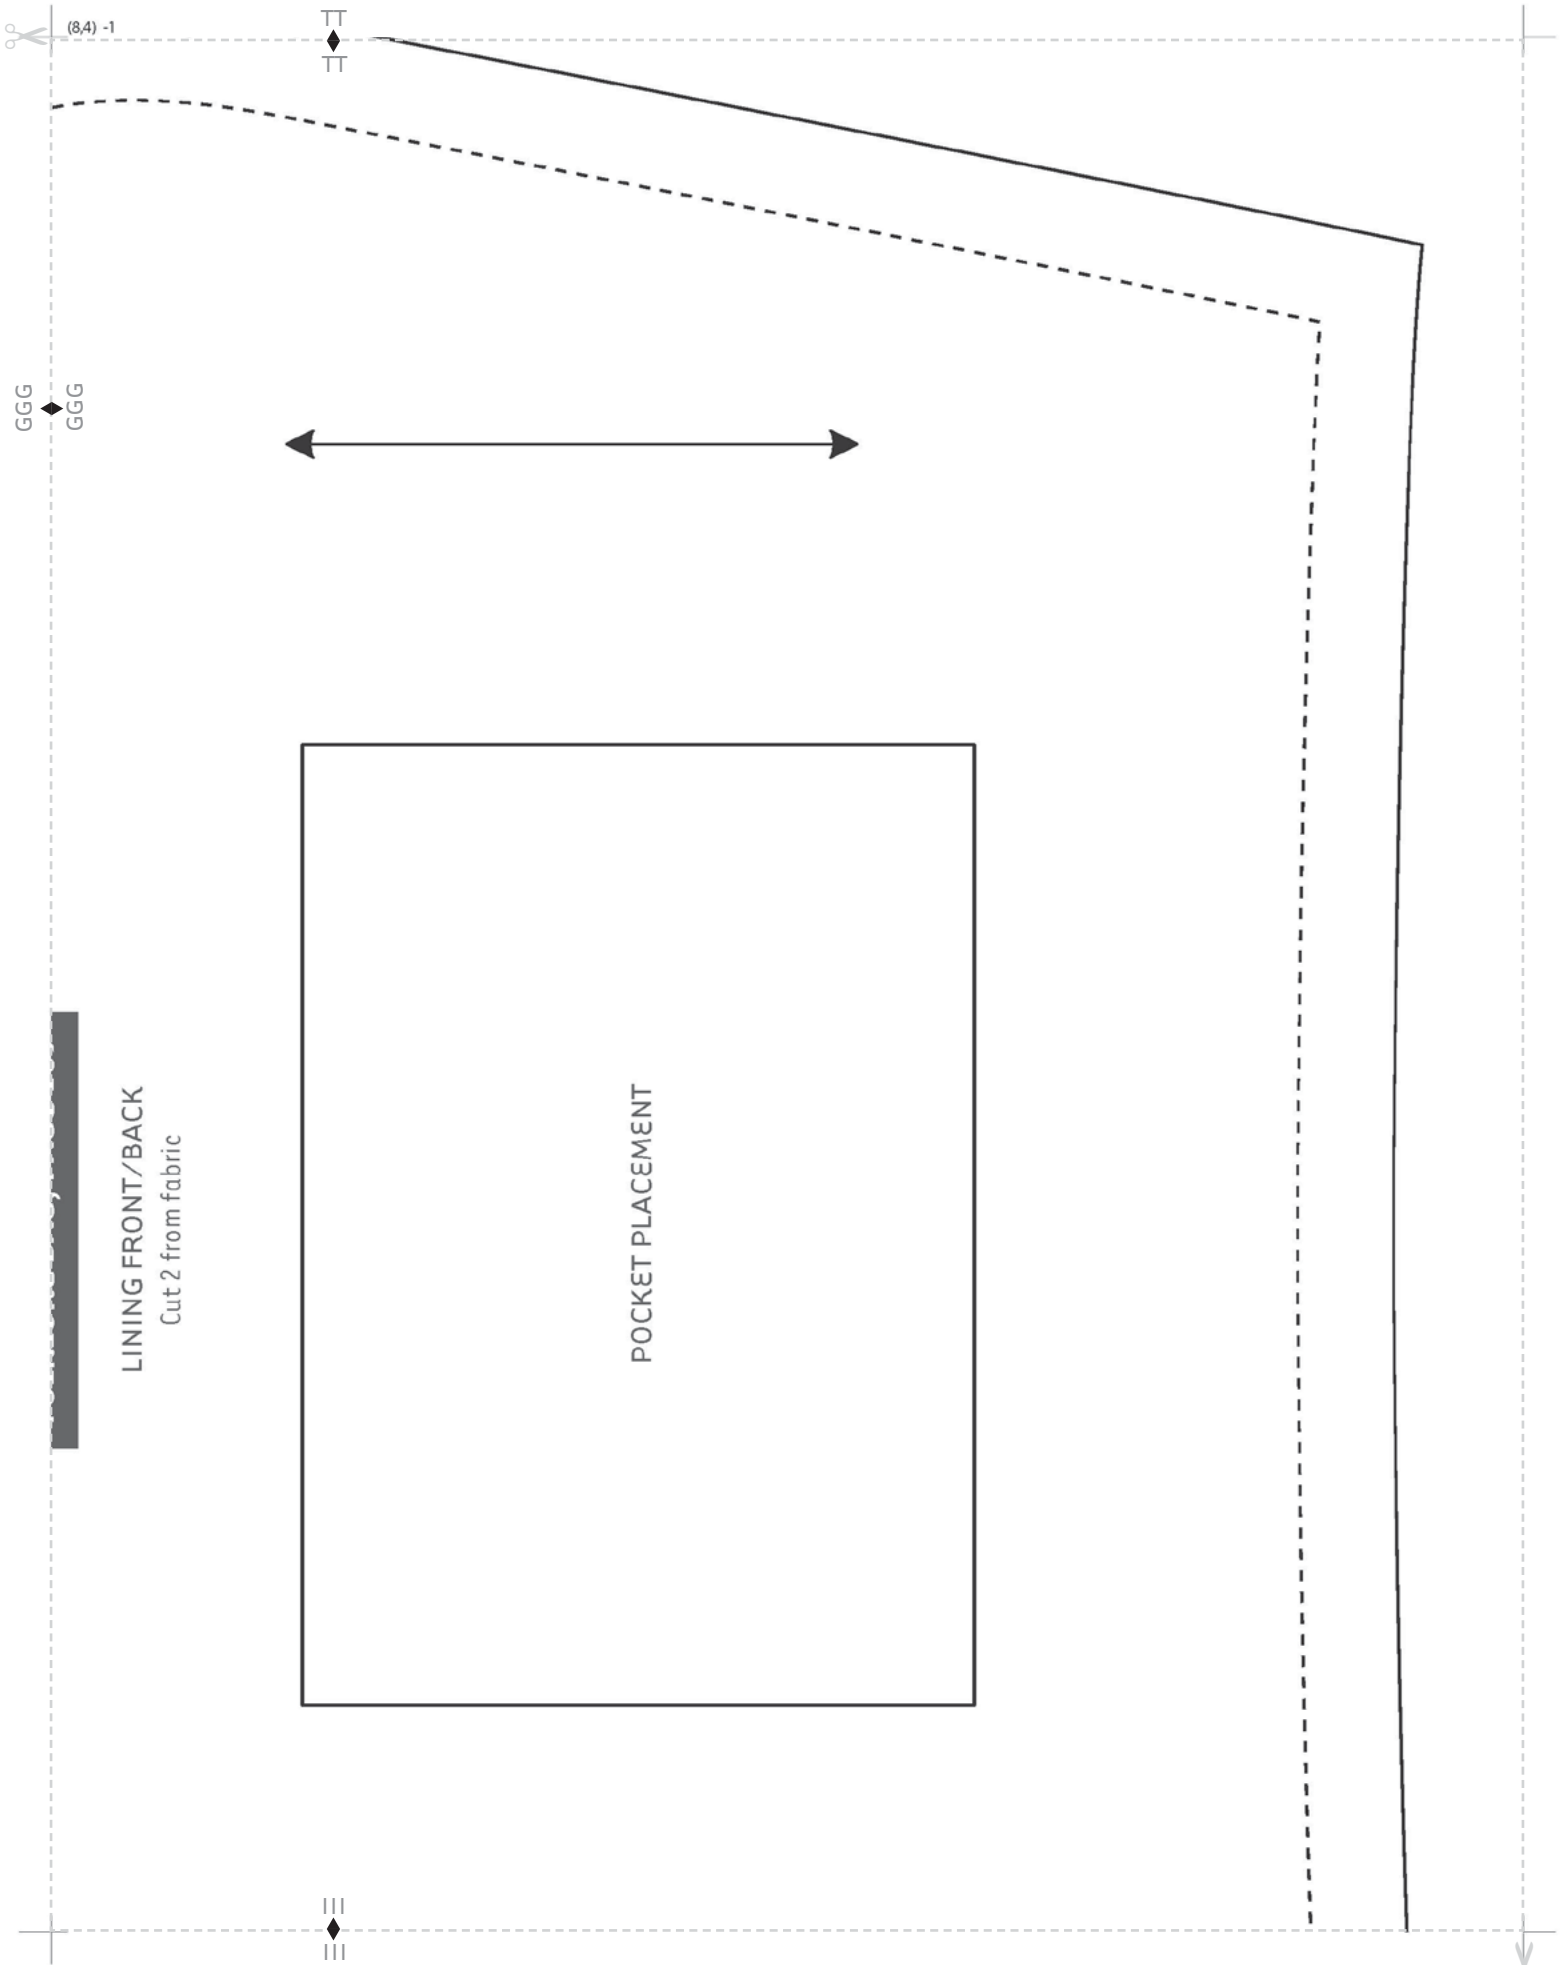 (8,4) -1
TT
TT
GGG
GGG
LINING FRONT/BACK
Cut 2 from fabric
POCKET PLACEMENT
III
III